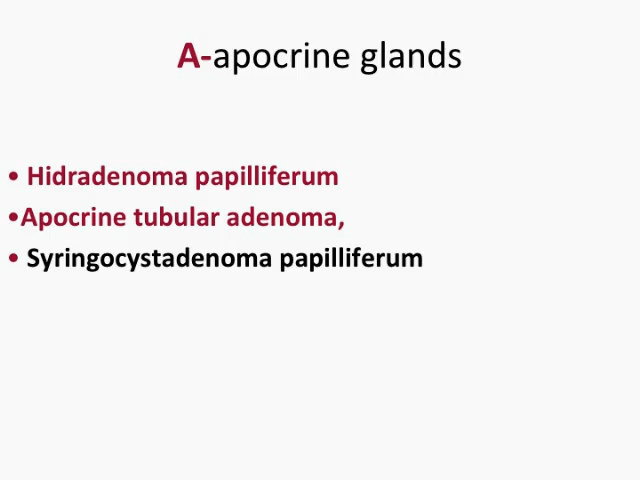 A-apocrine glands
• Hidradenoma papilliferum
•Apocrine tubular adenoma,
• Syringocystadenoma papilliferum